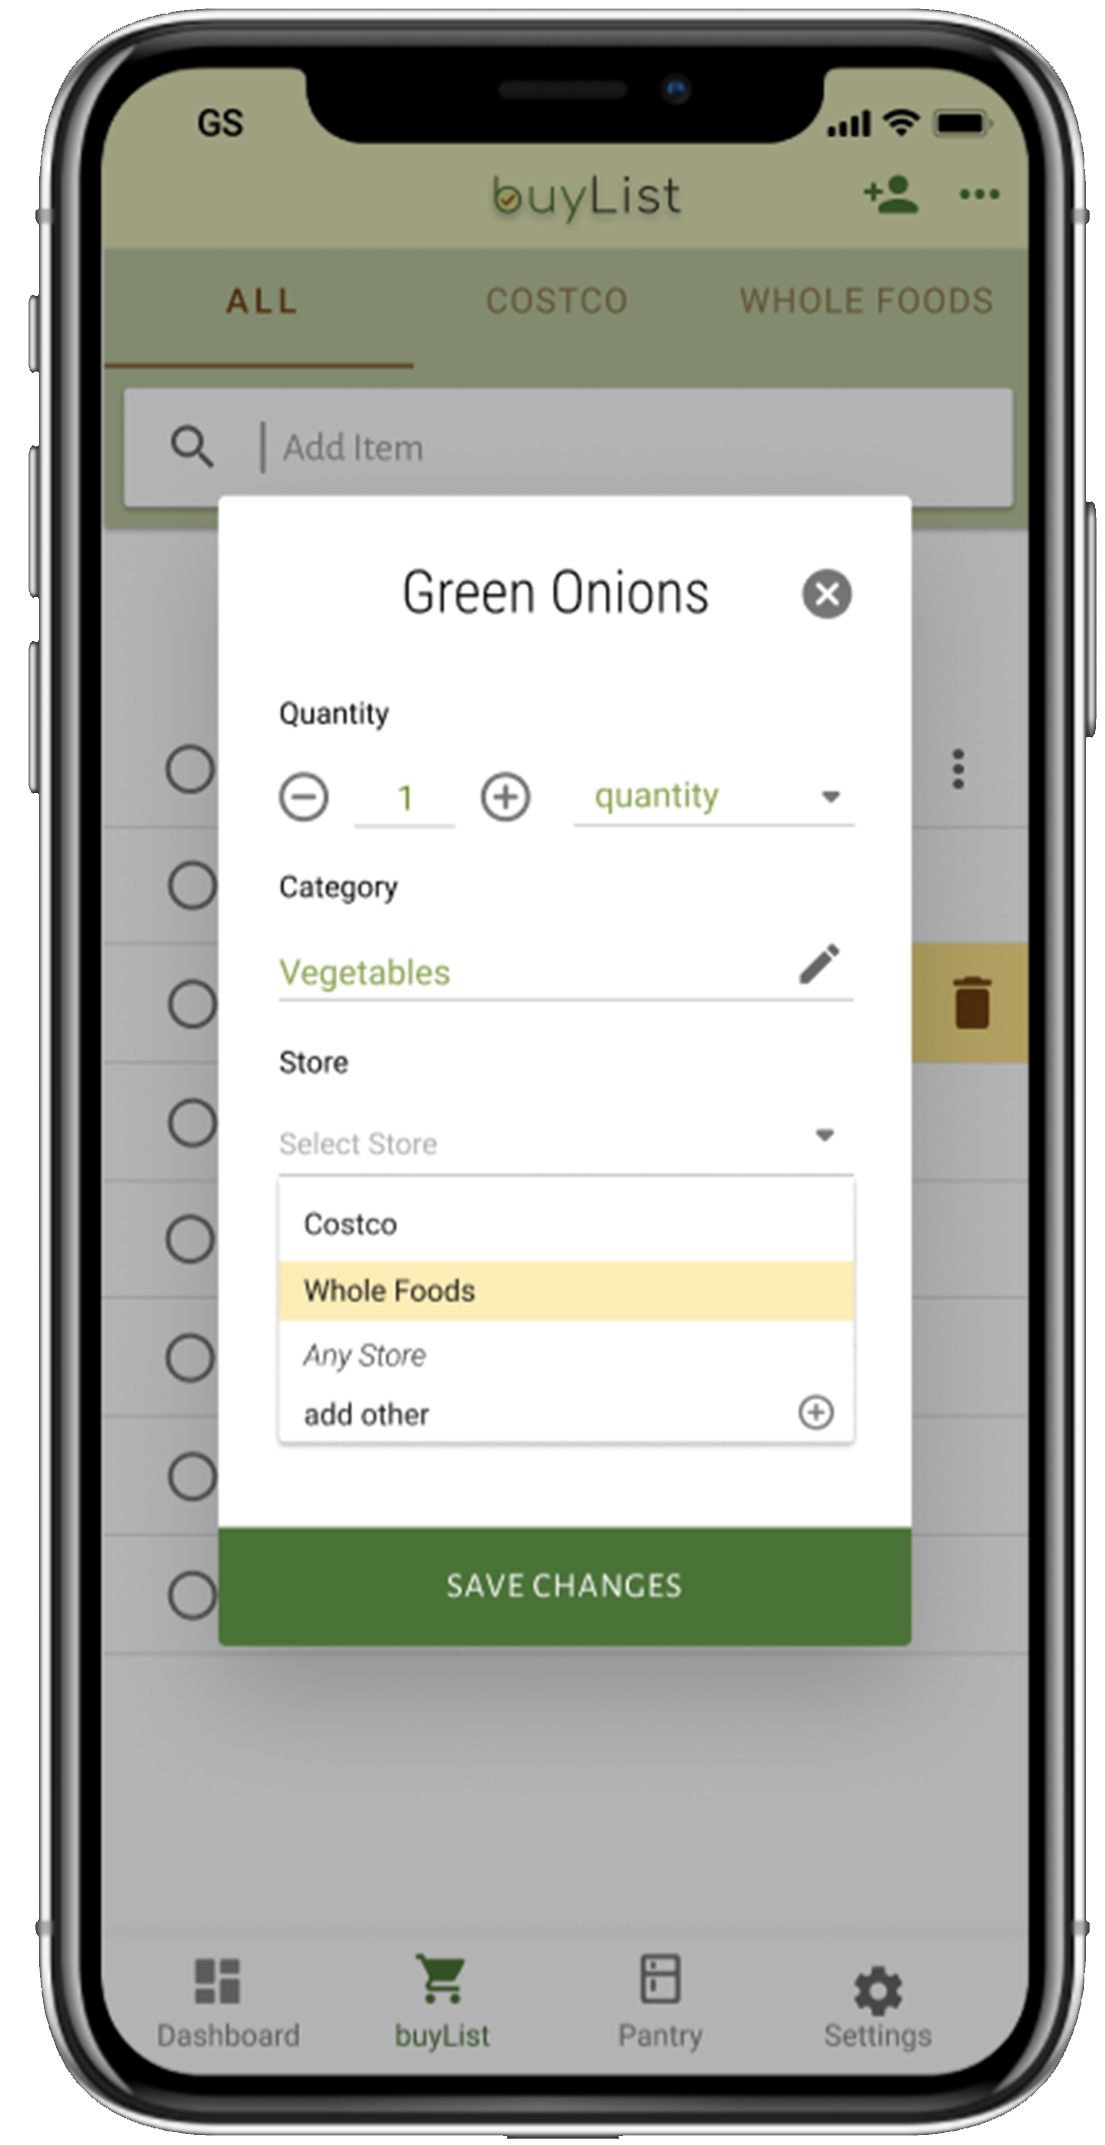 GS
buyList
ALL COSTCO WHOLE FOODS
Add Item
Green Onions
Quantity
1 quantity
Category
Vegetables
Store
Select Store
Costco
Whole Foods
Any Store
add other
SAVE CHANGES
Dashboard buyList Pantry Settings